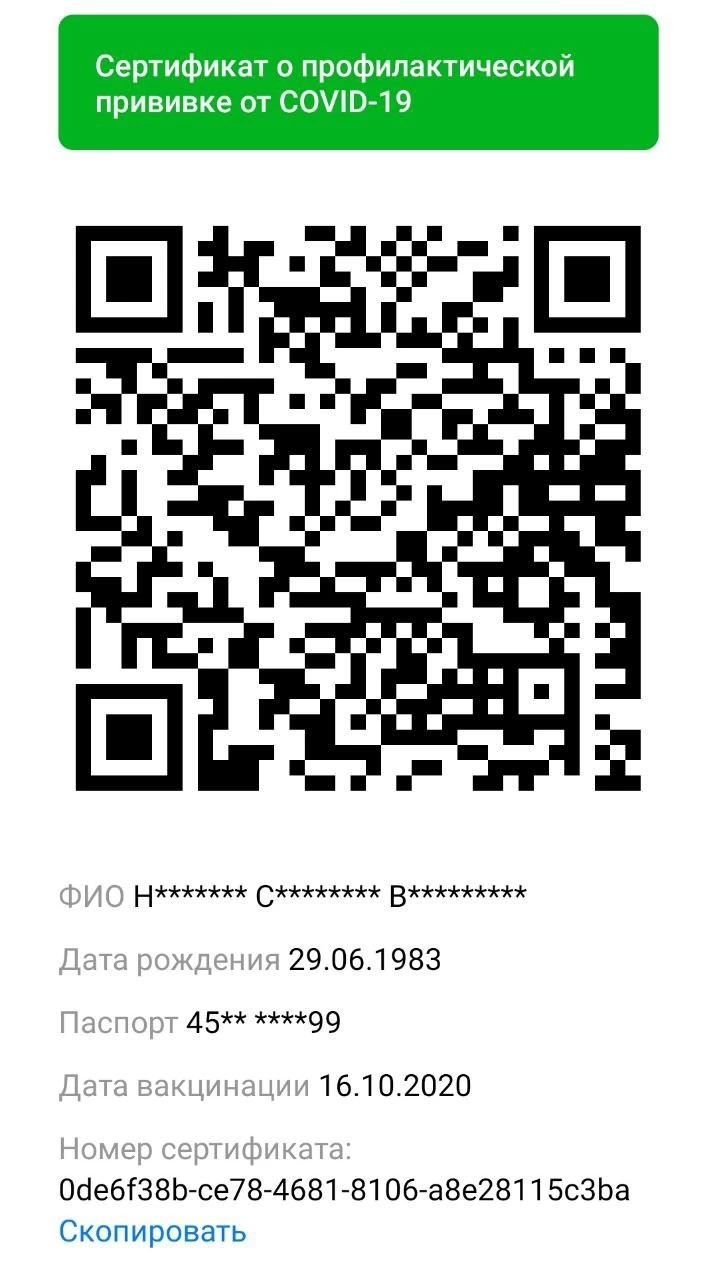 Сертификат о профилактической
прививке от COVID-19
ФИО Н******* С******** В*********
Дата рождения 29.06.1983
Паспорт 45** ****99
Дата вакцинации 16.10.2020
Номер сертификата:
0de6f38b-ce78-4681-8106-a8e28115c3ba
Скопировать